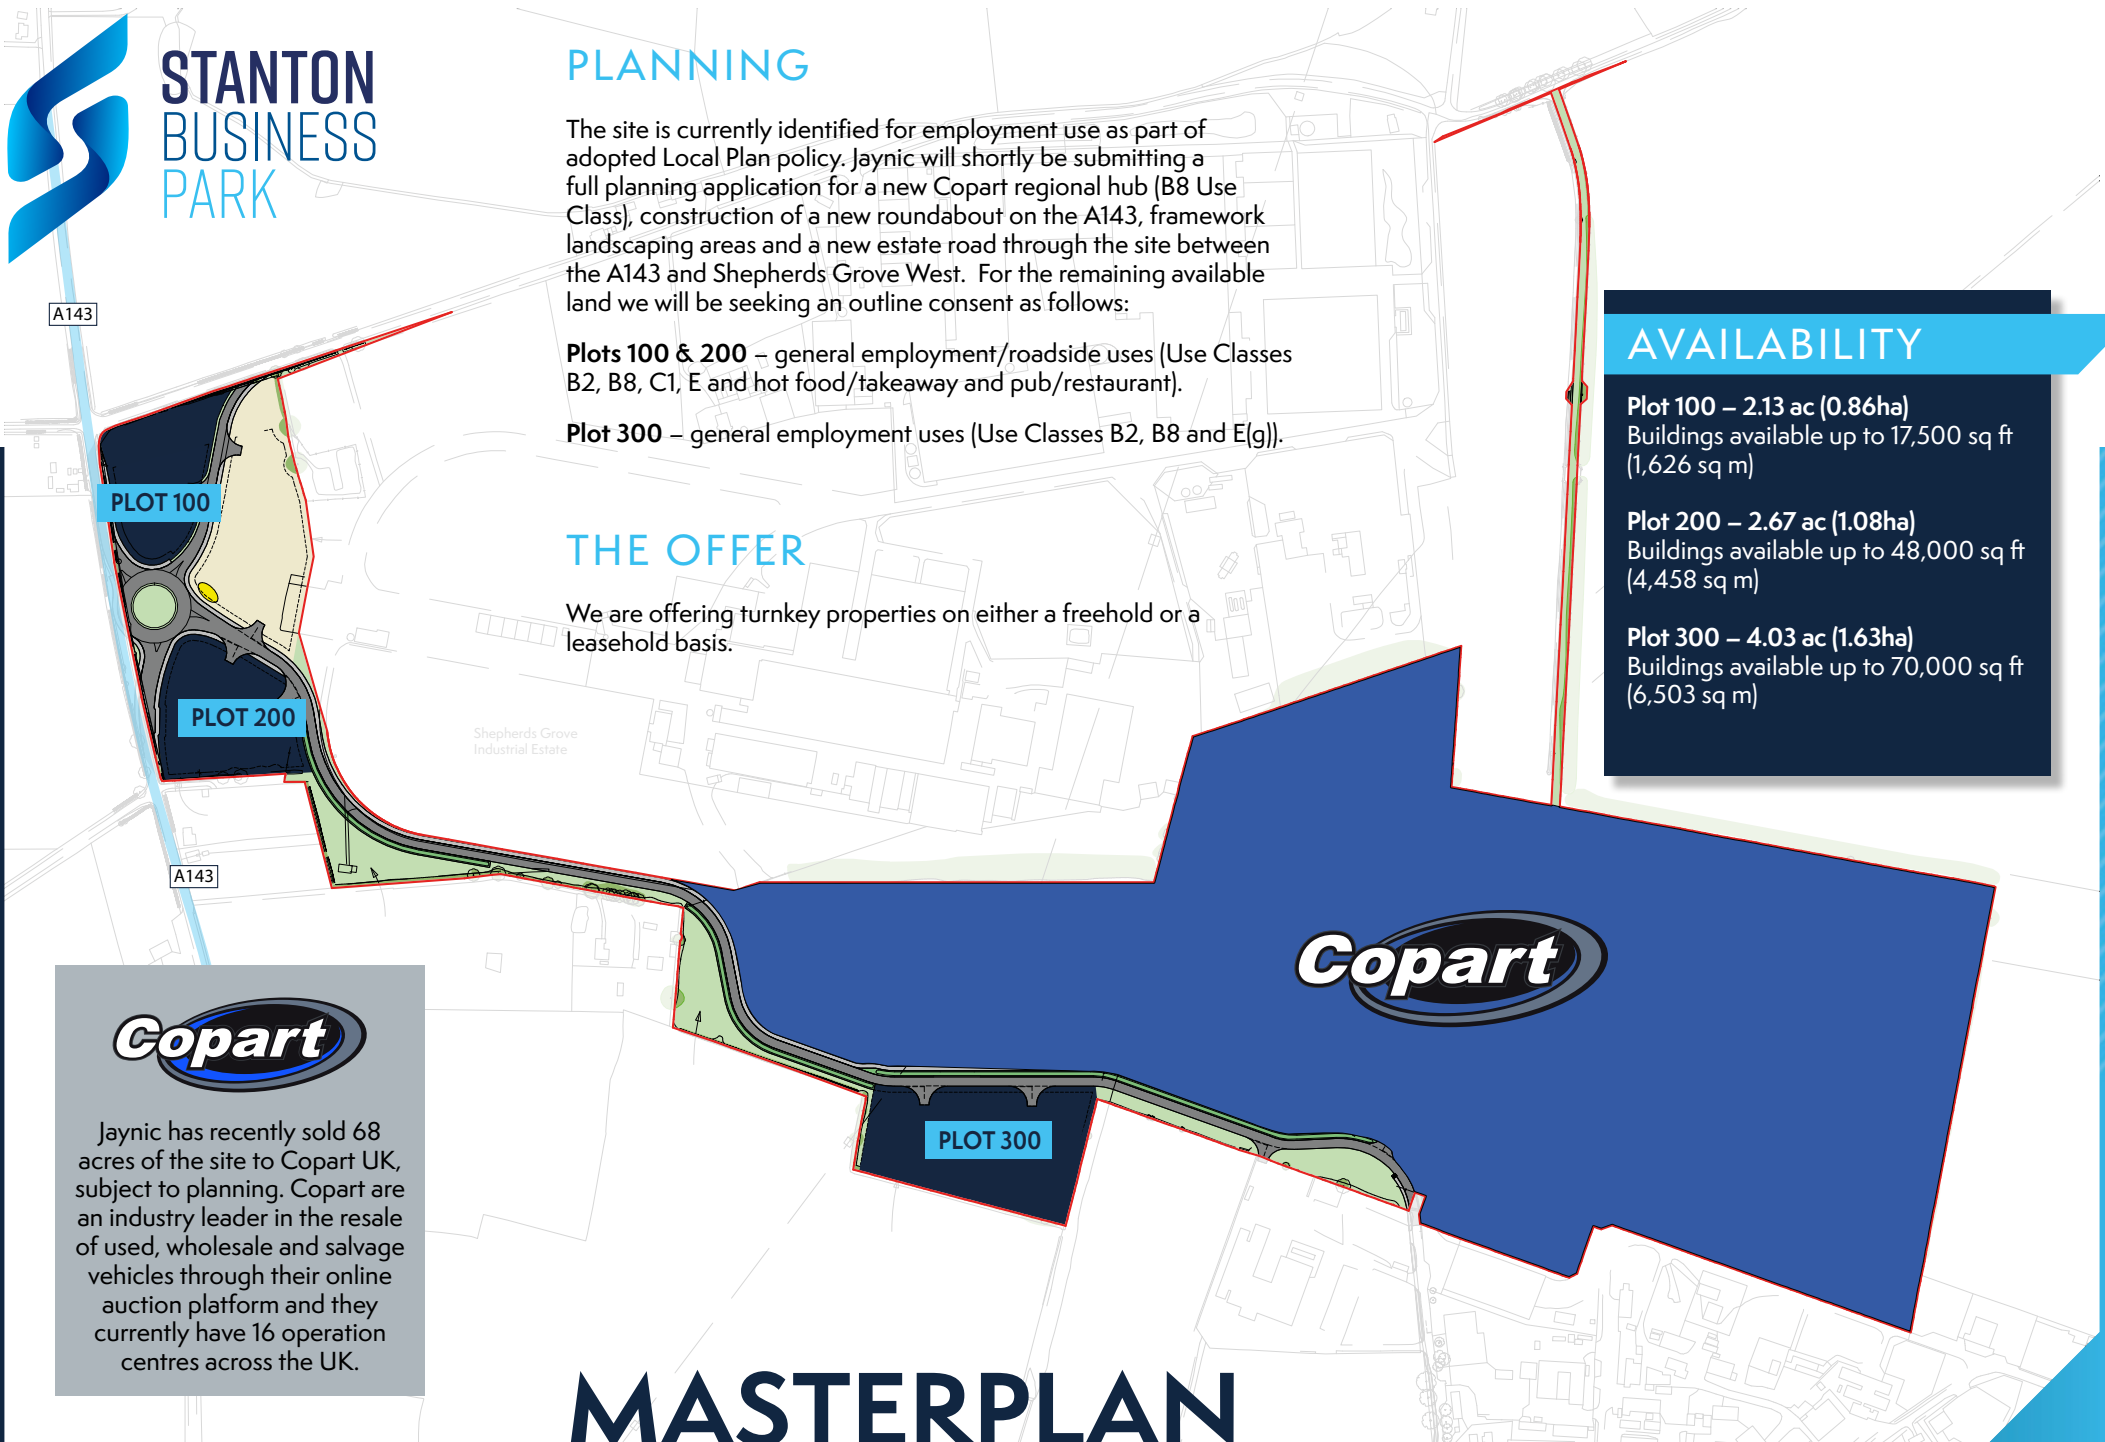 STANTON
BUSINESS
PARK
PLANNING
The site is currently identified for employment use as part of
adopted Local Plan policy. Jaynic will shortly be submitting a
full planning application for a new Copart regional hub (B8 Use
Class), construction of a new roundabout on the A143, framework
landscaping areas and a new estate road through the site between
the A143 and Shepherds Grove West.  For the remaining available
land we will be seeking an outline consent as follows:
Plots 100 & 200 – general employment/roadside uses (Use Classes
B2, B8, C1, E and hot food/takeaway and pub/restaurant).
Plot 300 – general employment uses (Use Classes B2, B8 and E(g)).
THE OFFER
We are offering turnkey properties on either a freehold or a
leasehold basis.
AVAILABILITY
Plot 100 – 2.13 ac (0.86ha)
Buildings available up to 17,500 sq ft
(1,626 sq m)
Plot 200 – 2.67 ac (1.08ha)
Buildings available up to 48,000 sq ft
(4,458 sq m)
Plot 300 – 4.03 ac (1.63ha)
Buildings available up to 70,000 sq ft
(6,503 sq m)
A143
PLOT 100
PLOT 200
Shepherds Grove
Industrial Estate
A143
Copart
PLOT 300
Copart
Jaynic has recently sold 68
acres of the site to Copart UK,
subject to planning. Copart are
an industry leader in the resale
of used, wholesale and salvage
vehicles through their online
auction platform and they
currently have 16 operation
centres across the UK.
MASTERPLAN